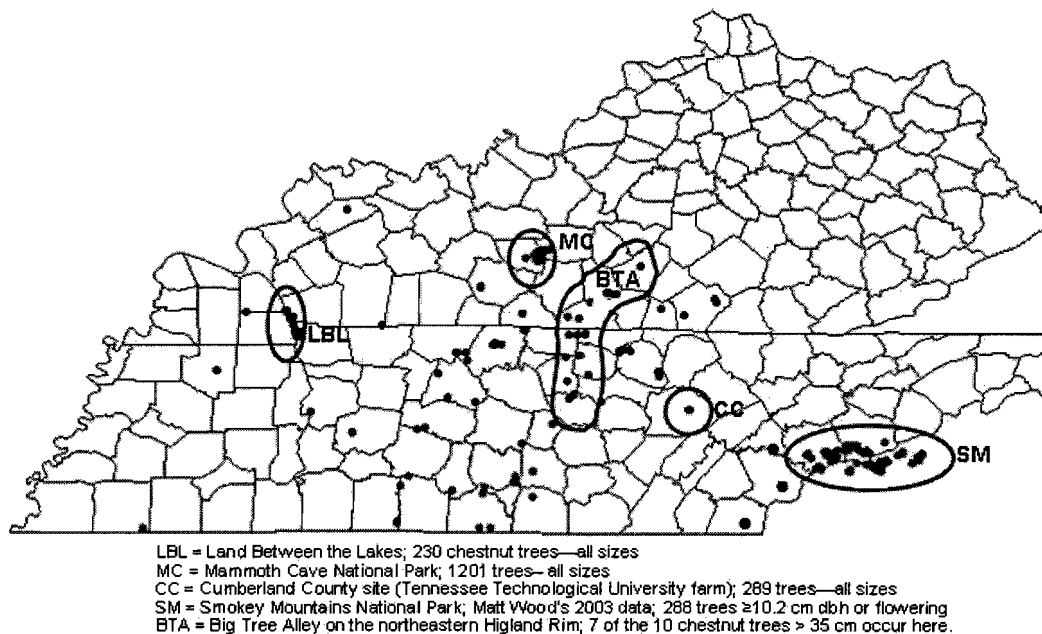 MC
BTA
LBL
CC
SM
LBL = Land Between the Lakes; 230 chestnut trees—all sizes
MC = Mammoth Cave National Park; 1201 trees–all sizes
CC = Cumberland County site (Tennessee Technological University farm); 289 trees—all sizes
SM = Smokey Mountains National Park; Matt Wood's 2003 data; 288 trees ≥10.2 cm dbh or flowering
BTA = Big Tree Alley on the northeastern Higland Rim; 7 of the 10 chestnut trees > 35 cm occur here.